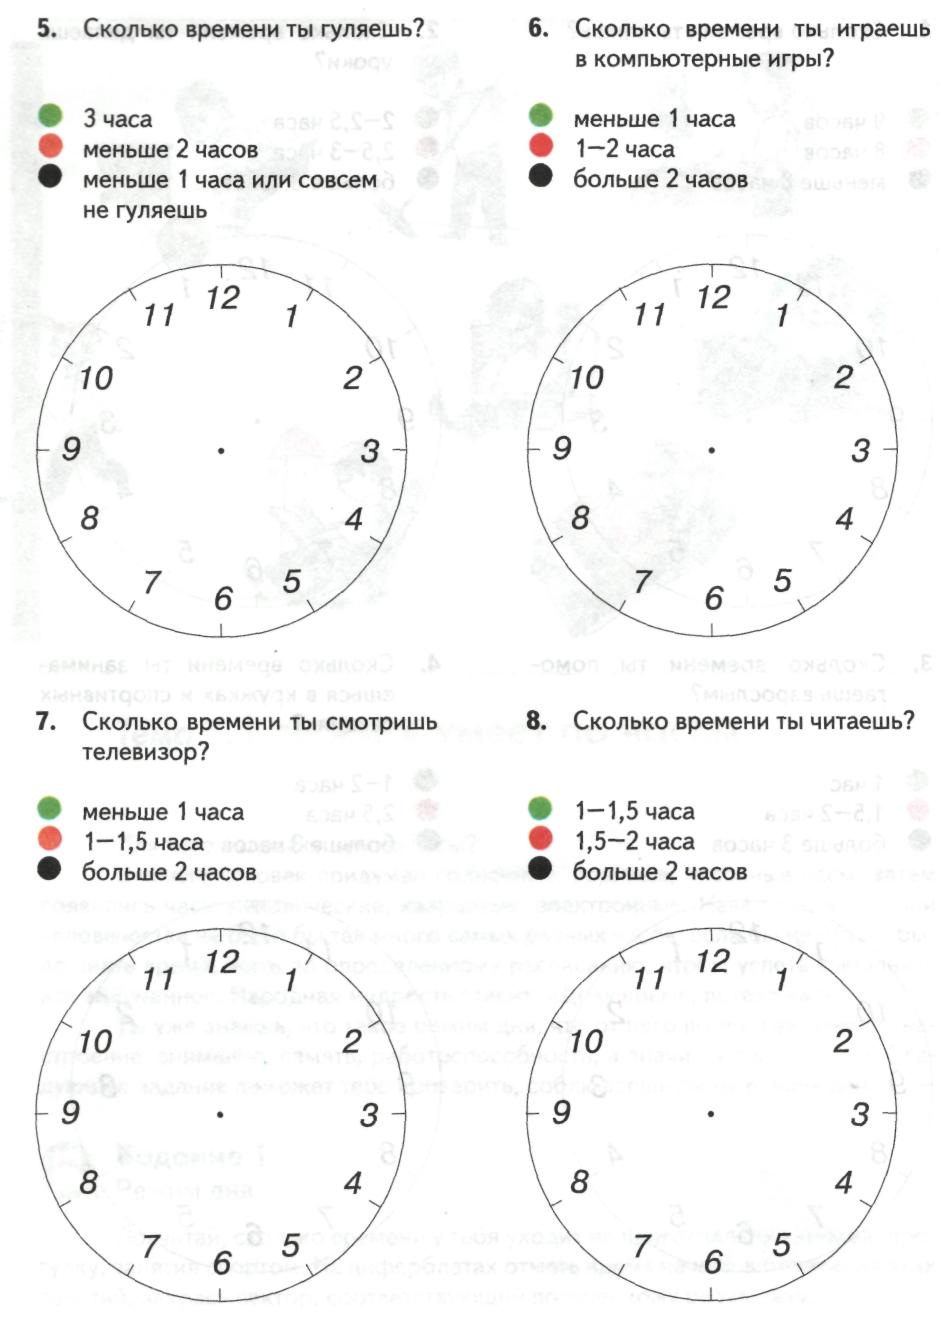 5. Сколько времени ты гуляешь?
3 часа
меньше 2 часов
меньше 1 часа или совсем
не гуляешь
12
11 1
10 2
9 3
8 4
7 5
6
6. Сколько времени ты играешь
в компьютерные игры?
меньше 1 часа
1—2 часа
больше 2 часов
12
11 1
10 2
9 3
8 4
7 5
6
7. Сколько времени ты смотришь
телевизор?
меньше 1 часа
1—1,5 часа
больше 2 часов
12
11 1
10 2
9 3
8 4
7 5
6
8. Сколько времени ты читаешь?
1—1,5 часа
1,5—2 часа
больше 2 часов
12
11 1
10 2
9 3
8 4
7 5
6